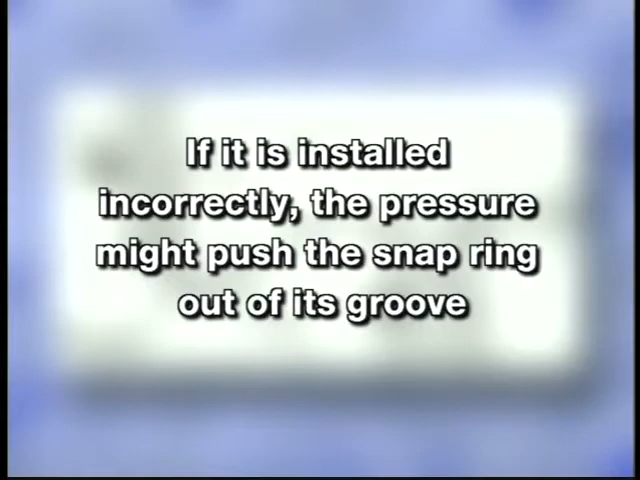 If it is installed
incorrectly, the pressure
might push the snap ring
out of its groove